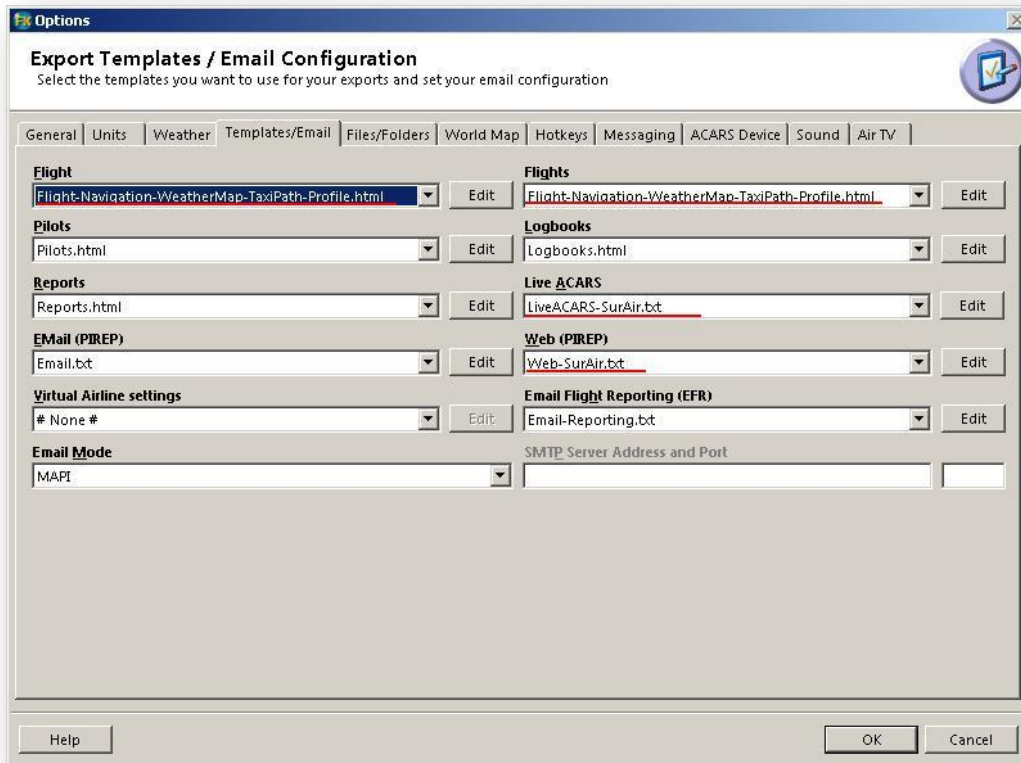 Options
Export Templates / Email Configuration
Select the templates you want to use for your exports and set your email configuration
General Units Weather Templates/Email Files/Folders World Map Hotkeys Messaging ACARS Device Sound Air TV
Flight Flights
Flight-Navigation-WeatherMap-TaxiPath-Profile.html Edit Flight-Navigation-WeatherMap-TaxiPath-Profile.html Edit
Pilots Logbooks
Pilots.html Edit Logbooks.html Edit
Reports Live ACARS
Reports.html Edit LiveACARS-SurAir.txt Edit
EMail (PIREP) Web (PIREP)
Email.txt Edit Web-SurAir.txt Edit
Virtual Airline settings Email Flight Reporting (EFR)
# None # Edit Email-Reporting.txt Edit
Email Mode SMTP Server Address and Port
MAPI
Help OK Cancel